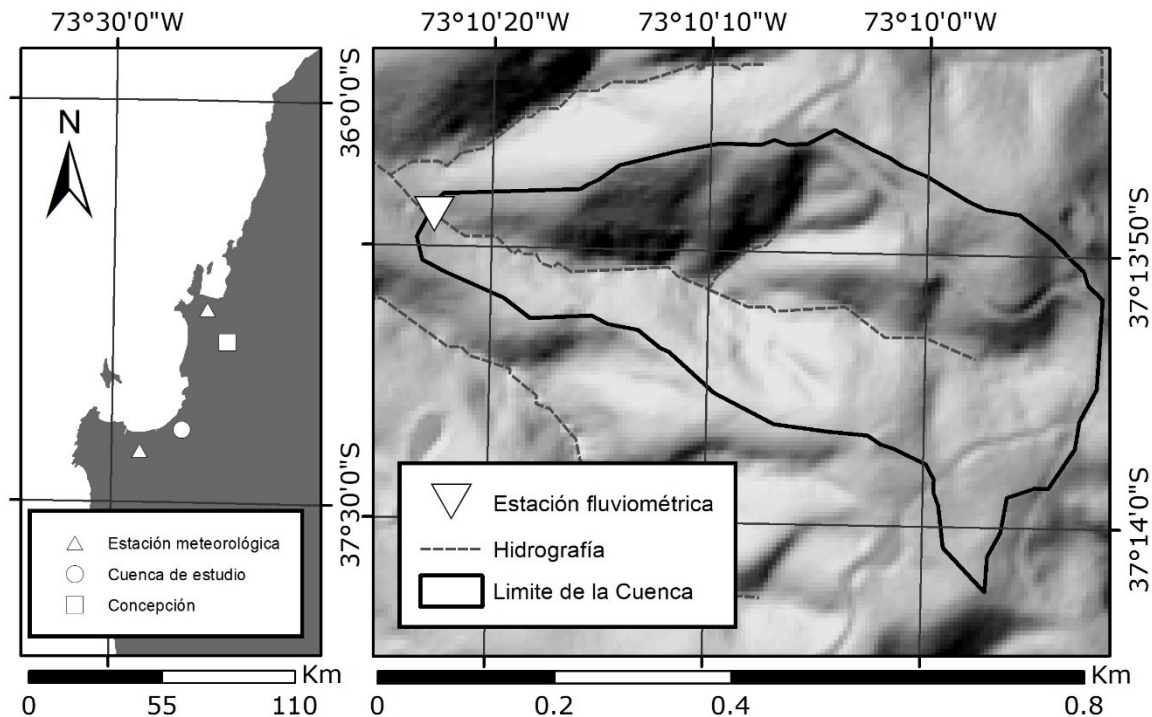 73°30'0"W
73°10'20"W
73°10'10"W
73°10'0"W
36°0'0"S
37°30'0"S
37°13'50"S
37°14'0"S
N
Estación meteorológica
Cuenca de estudio
Concepción
Estación fluviométrica
Hidrografía
Limite de la Cuenca
Km
0 55 110
Km
0 0.2 0.4 0.8